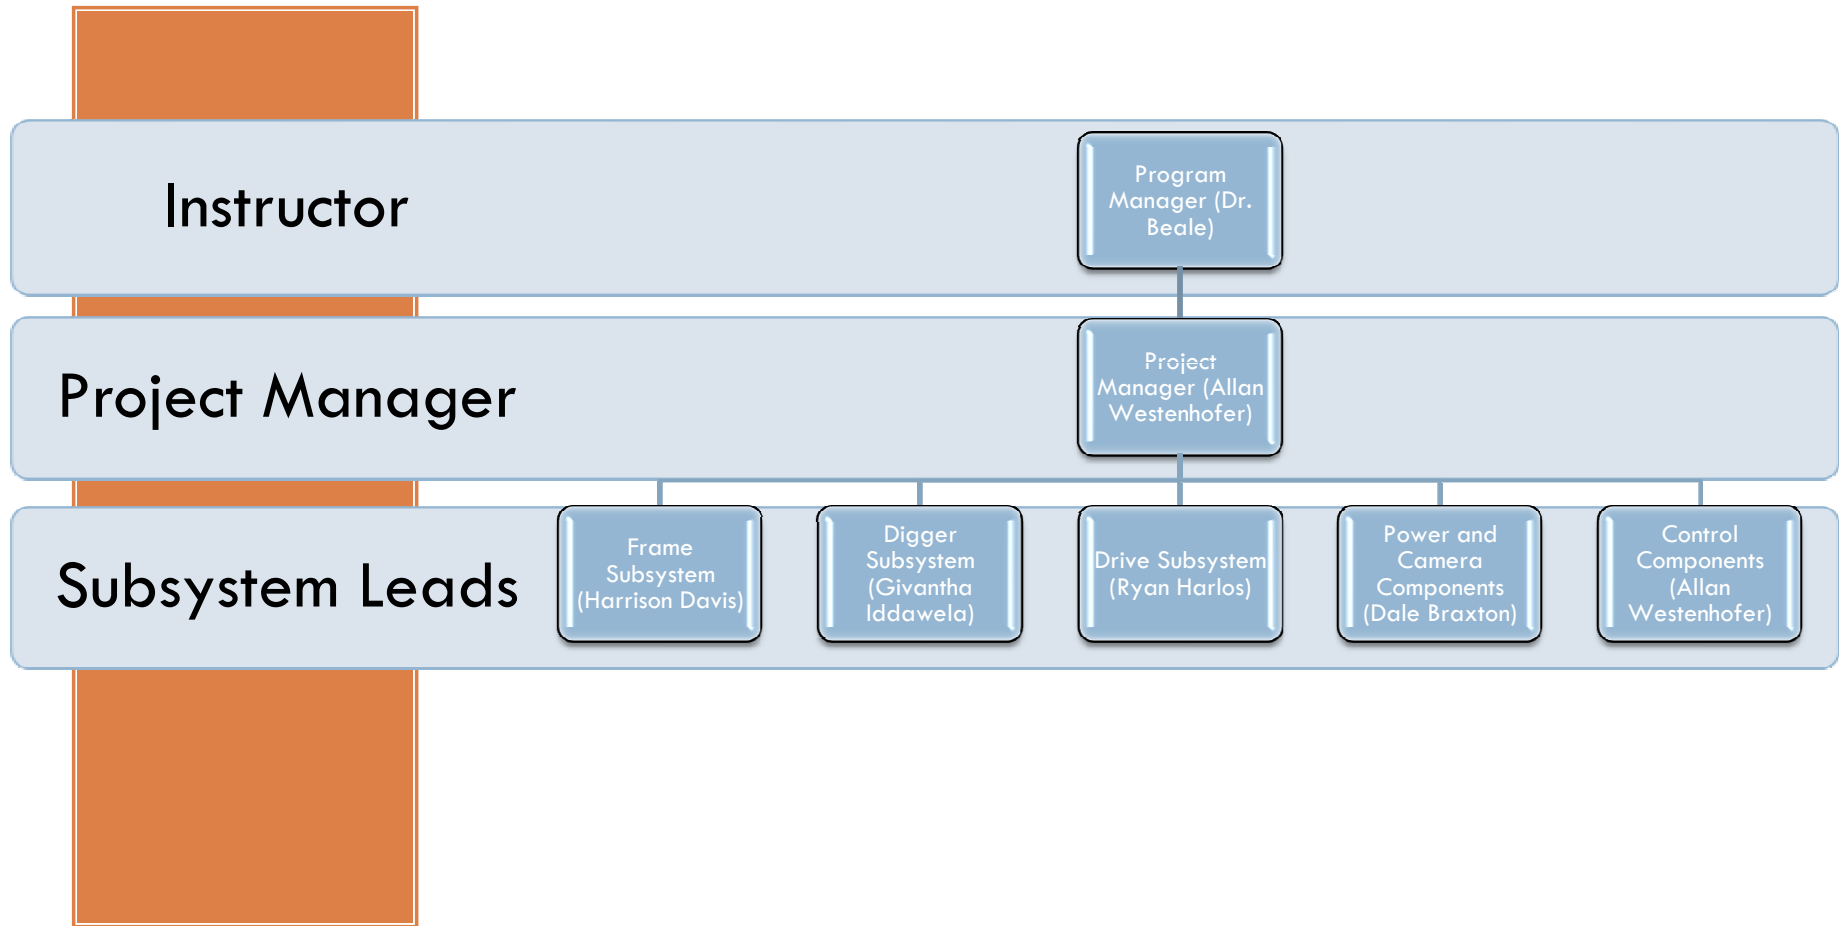 Instructor
Program
Manager (Dr.
Beale)
Project Manager
Project
Manager (Allan
Westenhofer)
Subsystem Leads
Frame
Subsystem
(Harrison Davis)
Digger
Subsystem
(Givantha
Iddawela)
Drive Subsystem
(Ryan Harlos)
Power and
Camera
Components
(Dale Braxton)
Control
Components
(Allan
Westenhofer)